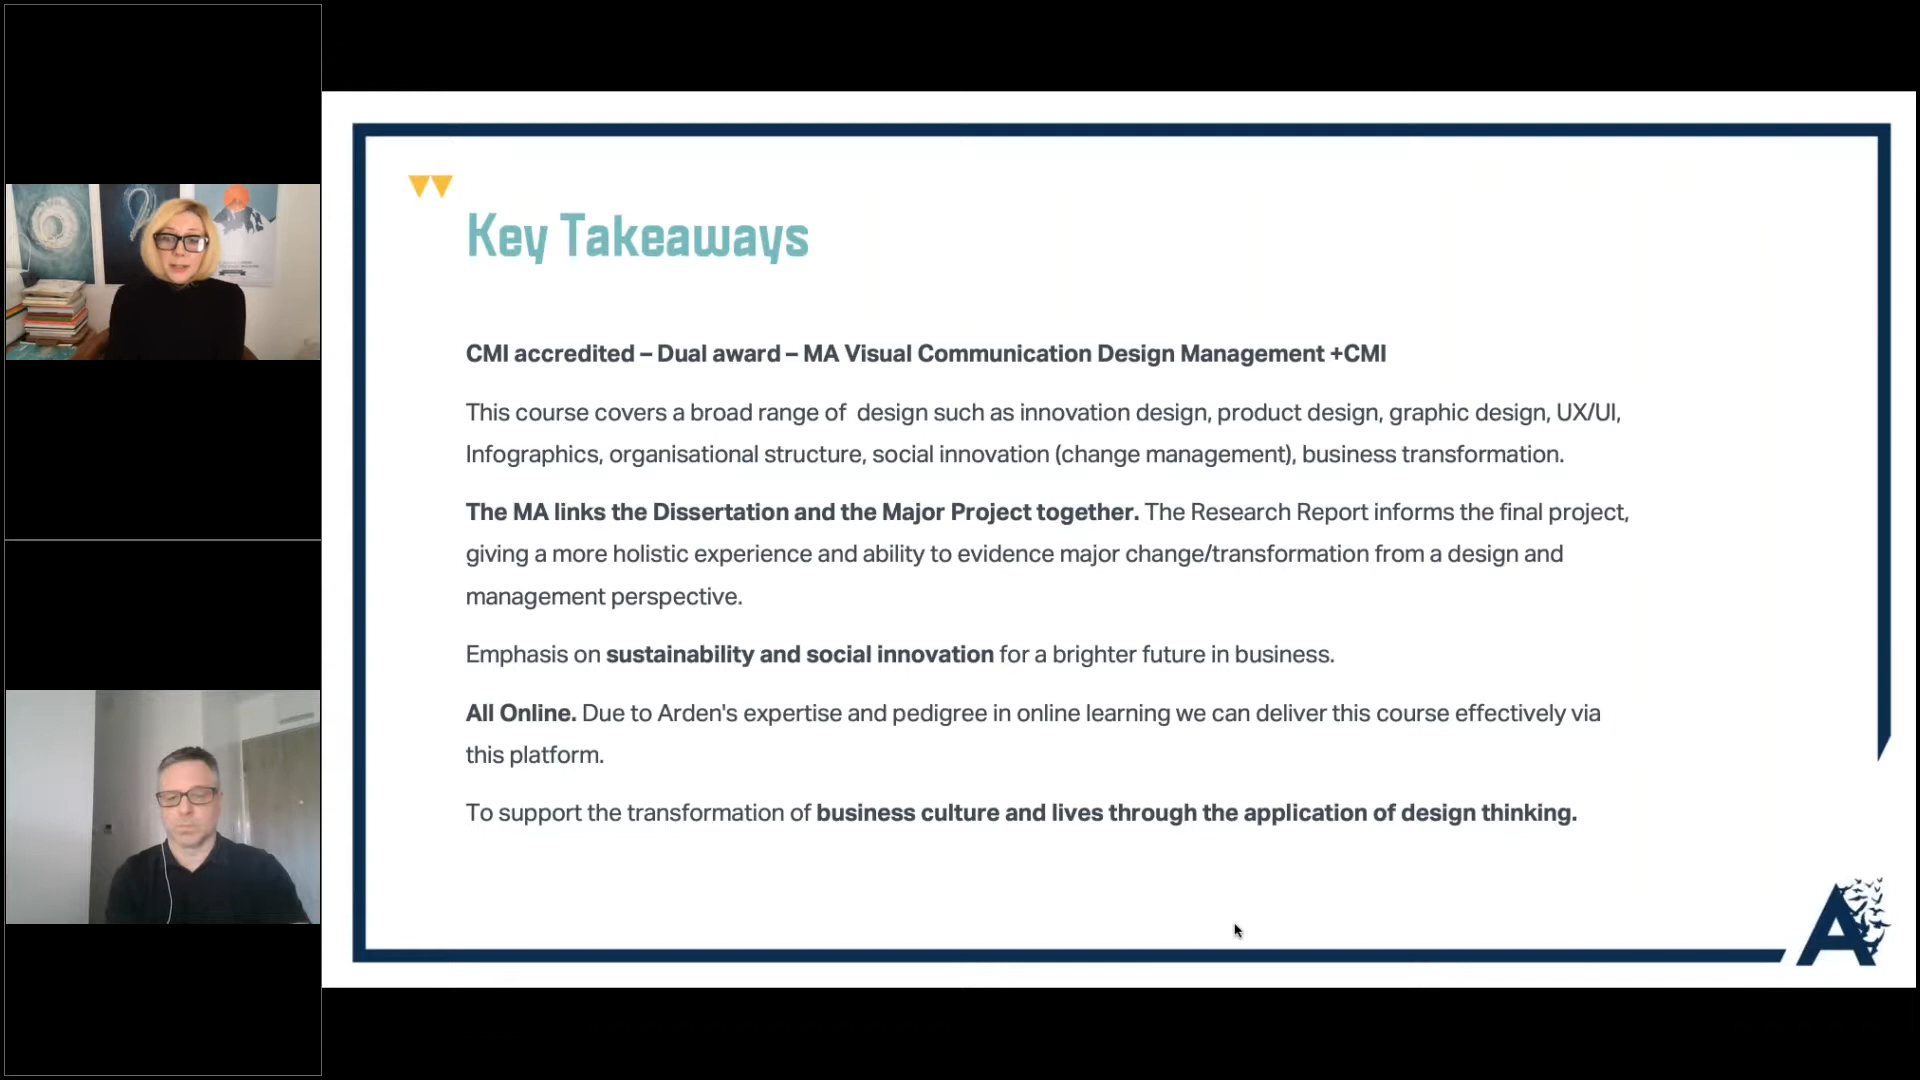 Key Takeaways
CMI accredited – Dual award – MA Visual Communication Design Management +CMI
This course covers a broad range of  design such as innovation design, product design, graphic design, UX/UI,
Infographics, organisational structure, social innovation (change management), business transformation.
The MA links the Dissertation and the Major Project together. The Research Report informs the final project,
giving a more holistic experience and ability to evidence major change/transformation from a design and
management perspective.
Emphasis on sustainability and social innovation for a brighter future in business.
All Online. Due to Arden's expertise and pedigree in online learning we can deliver this course effectively via
this platform.
To support the transformation of business culture and lives through the application of design thinking.
A